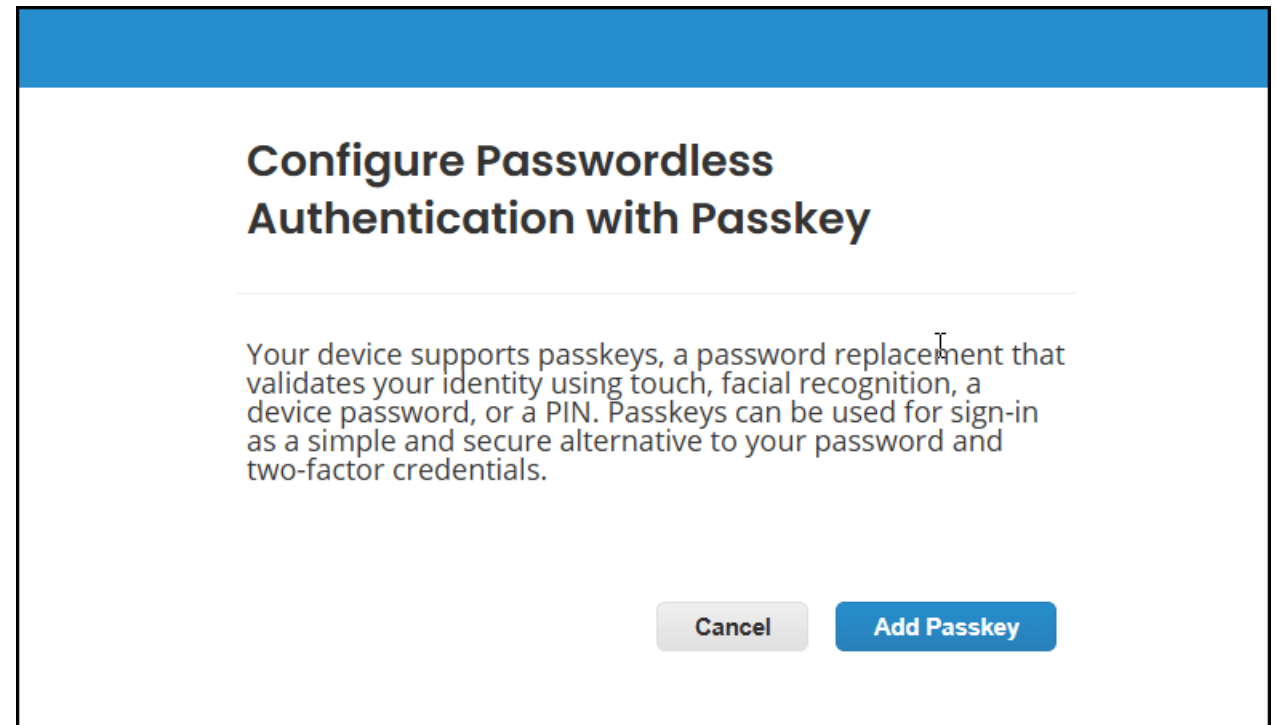 Configure Passwordless
Authentication with Passkey
Your device supports passkeys, a password replacement that
validates your identity using touch, facial recognition, a
device password, or a PIN. Passkeys can be used for sign-in
as a simple and secure alternative to your password and
two-factor credentials.
Cancel Add Passkey